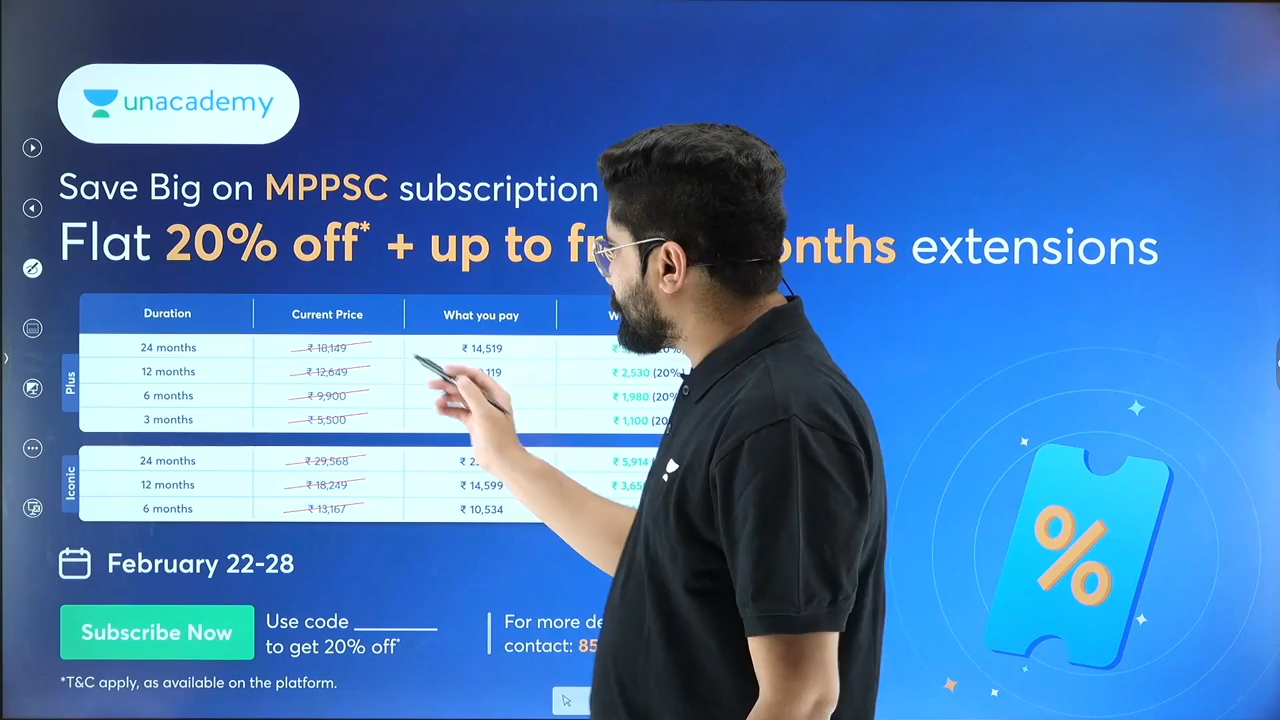 unacademy
Save Big on MPPSC subscription
Flat 20% off* + up to onths extensions
Duration Current Price What you pay
Plus
24 months ₹ 18,149 ₹ 14,519
12 months ₹ 12,649 ₹ 2,530 (20%)
6 months ₹ 9,900 ₹ 1,980 (20%
3 months ₹ 5,500 ₹ 1,100 (20
Iconic
24 months ₹ 29,568 ₹ 5,914
12 months ₹ 18,249 ₹ 14,599
6 months ₹ 13,167 ₹ 10,534
February 22-28
Subscribe Now
Use code
to get 20% off*
For more
contact: 85
*T&C apply, as available on the platform.
%